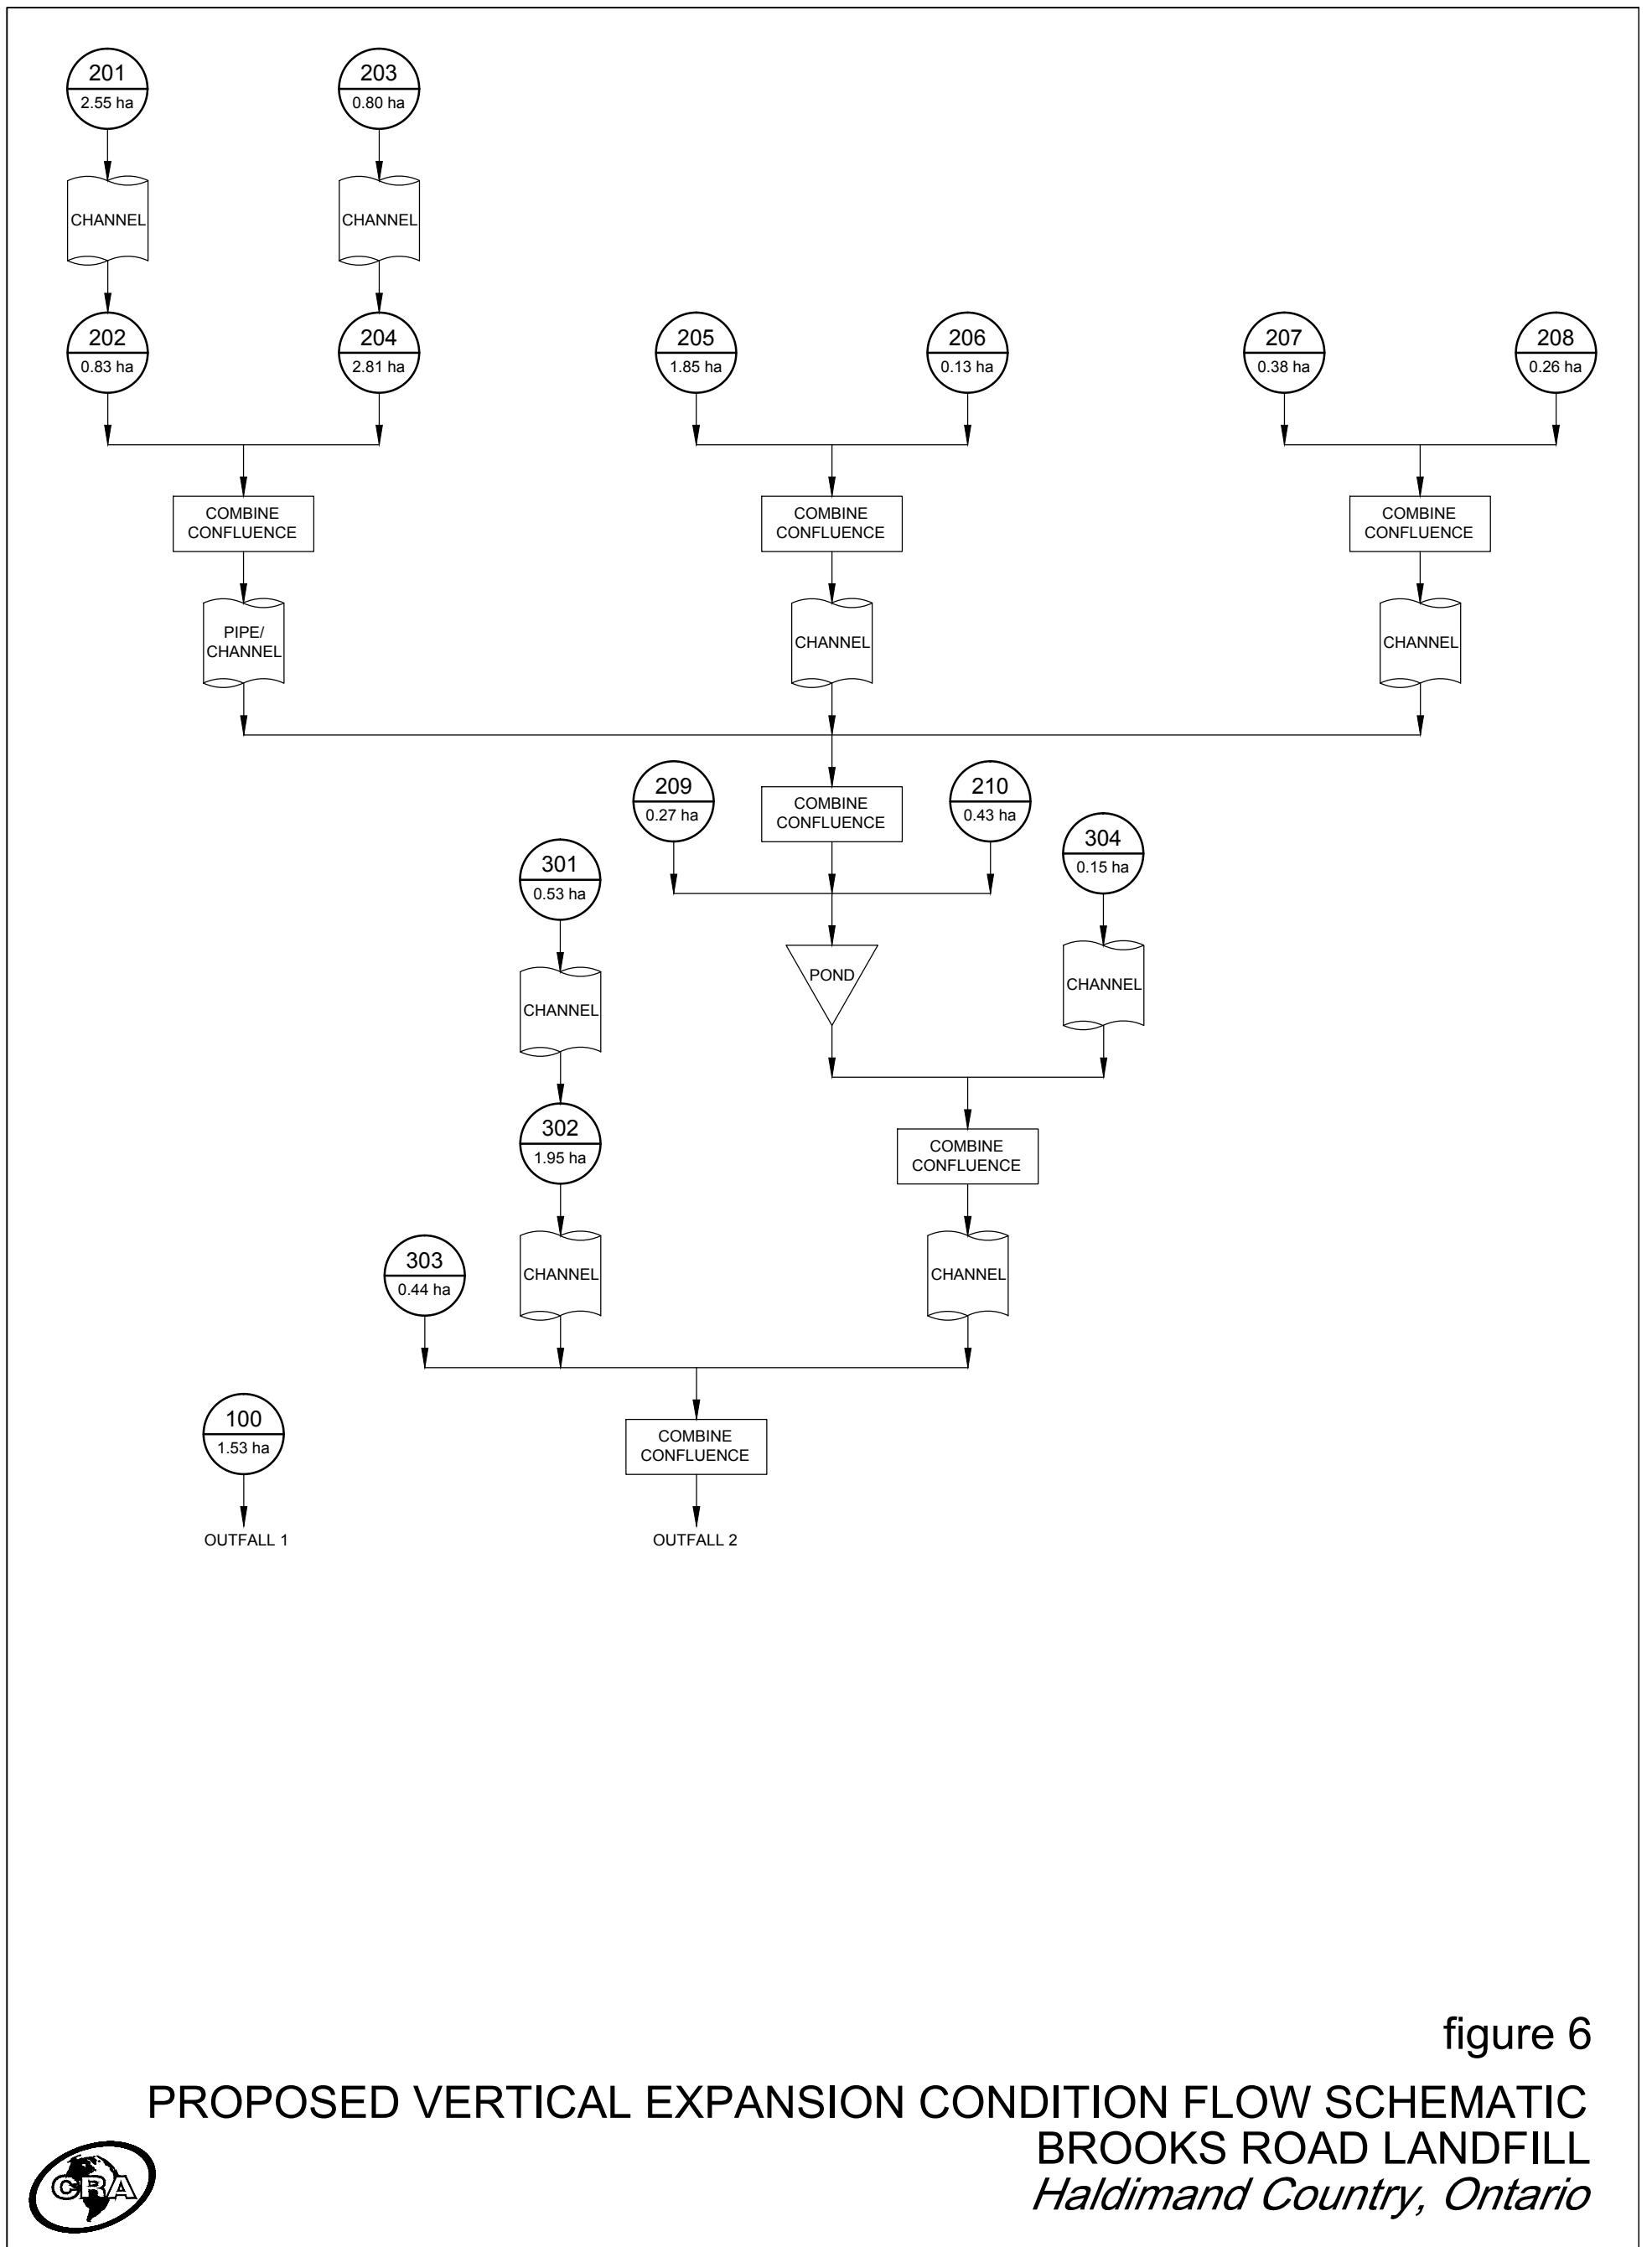 201
2.55 ha
203
0.80 ha
CHANNEL
CHANNEL
202
0.83 ha
204
2.81 ha
205
1.85 ha
206
0.13 ha
207
0.38 ha
208
0.26 ha
COMBINE
CONFLUENCE
COMBINE
CONFLUENCE
COMBINE
CONFLUENCE
PIPE/
CHANNEL
CHANNEL
CHANNEL
209
0.27 ha
COMBINE
CONFLUENCE
210
0.43 ha
304
0.15 ha
301
0.53 ha
POND
CHANNEL
CHANNEL
302
1.95 ha
COMBINE
CONFLUENCE
303
0.44 ha
CHANNEL
CHANNEL
100
1.53 ha
COMBINE
CONFLUENCE
OUTFALL 1
OUTFALL 2
figure 6
PROPOSED VERTICAL EXPANSION CONDITION FLOW SCHEMATIC
BROOKS ROAD LANDFILL
Haldimand Country, Ontario
CRA